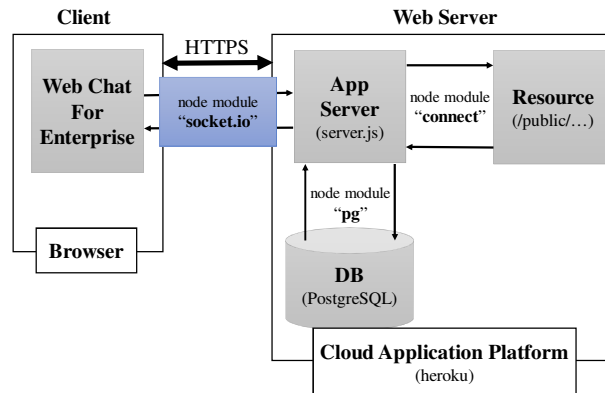 Client
Web Server
HTTPS
Web Chat
For
Enterprise
node module
“socket.io”
App
Server
(server.js)
node module
“connect”
Resource
(/public/…)
node module
“pg”
Browser
DB
(PostgreSQL)
Cloud Application Platform
(heroku)